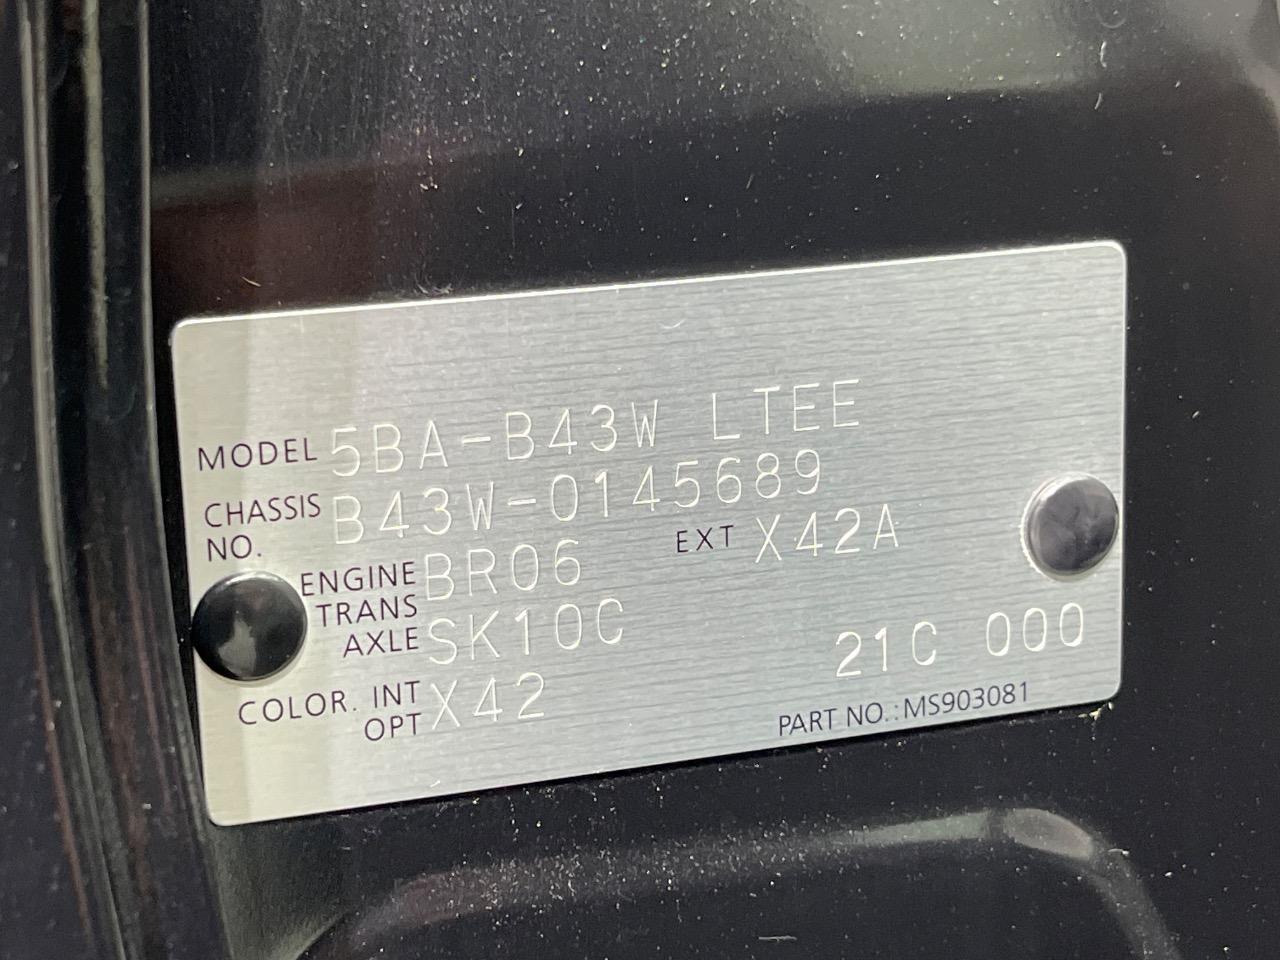 MODEL 5BA-B43W LTEE
CHASSIS NO. B43W-0145689
ENGINE BR06 EXT X42A
TRANS AXLE SK10C 21C 000
COLOR. INT OPT X42
PART NO.: MS903081